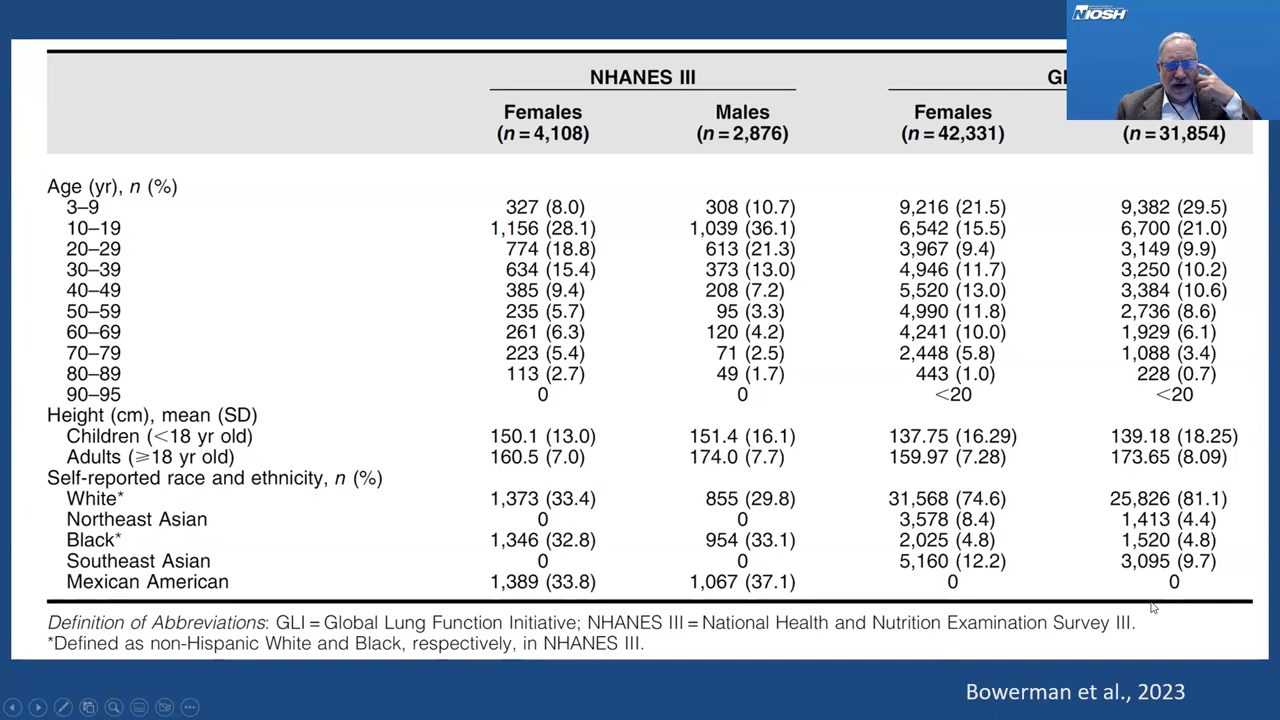 NIOSH
NHANES III
Females Males Females
(n = 4,108) (n = 2,876) (n = 42,331) (n = 31,854)
Age (yr), n (%)
3–9 327 (8.0) 308 (10.7) 9,216 (21.5) 9,382 (29.5)
10–19 1,156 (28.1) 1,039 (36.1) 6,542 (15.5) 6,700 (21.0)
20–29 774 (18.8) 613 (21.3) 3,967 (9.4) 3,149 (9.9)
30–39 634 (15.4) 373 (13.0) 4,946 (11.7) 3,250 (10.2)
40–49 385 (9.4) 208 (7.2) 5,520 (13.0) 3,384 (10.6)
50–59 235 (5.7) 95 (3.3) 4,990 (11.8) 2,736 (8.6)
60–69 261 (6.3) 120 (4.2) 4,241 (10.0) 1,929 (6.1)
70–79 223 (5.4) 71 (2.5) 2,448 (5.8) 1,088 (3.4)
80–89 113 (2.7) 49 (1.7) 443 (1.0) 228 (0.7)
90–95 0 0 <20 <20
Height (cm), mean (SD)
Children (<18 yr old) 150.1 (13.0) 151.4 (16.1) 137.75 (16.29) 139.18 (18.25)
Adults (≥18 yr old) 160.5 (7.0) 174.0 (7.7) 159.97 (7.28) 173.65 (8.09)
Self-reported race and ethnicity, n (%)
White* 1,373 (33.4) 855 (29.8) 31,568 (74.6) 25,826 (81.1)
Northeast Asian 0 0 3,578 (8.4) 1,413 (4.4)
Black* 1,346 (32.8) 954 (33.1) 2,025 (4.8) 1,520 (4.8)
Southeast Asian 0 0 5,160 (12.2) 3,095 (9.7)
Mexican American 1,389 (33.8) 1,067 (37.1) 0 0
Definition of Abbreviations: GLI = Global Lung Function Initiative; NHANES III = National Health and Nutrition Examination Survey III.
*Defined as non-Hispanic White and Black, respectively, in NHANES III.
Bowerman et al., 2023